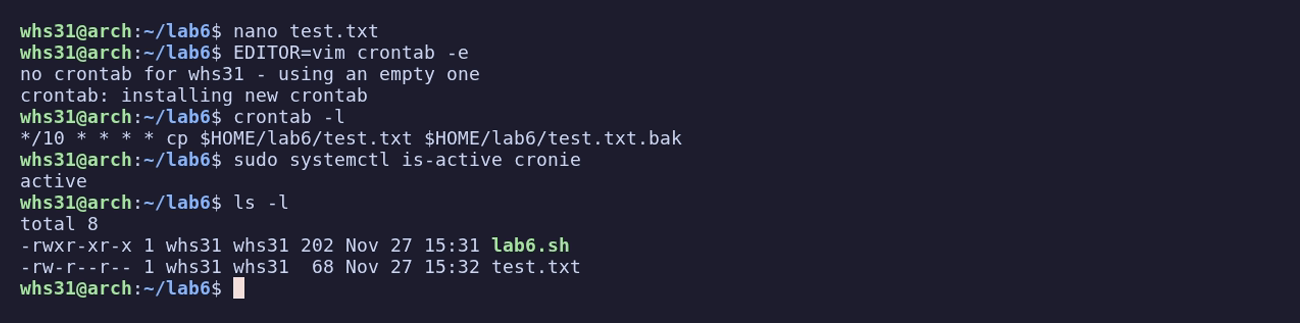 whs31@arch:~/lab6$ nano test.txt
whs31@arch:~/lab6$ EDITOR=vim crontab -e
no crontab for whs31 - using an empty one
crontab: installing new crontab
whs31@arch:~/lab6$ crontab -l
*/10 * * * * cp $HOME/lab6/test.txt $HOME/lab6/test.txt.bak
whs31@arch:~/lab6$ sudo systemctl is-active cronie
active
whs31@arch:~/lab6$ ls -l
total 8
-rwxr-xr-x 1 whs31 whs31 202 Nov 27 15:31 lab6.sh
-rw-r--r-- 1 whs31 whs31  68 Nov 27 15:32 test.txt
whs31@arch:~/lab6$